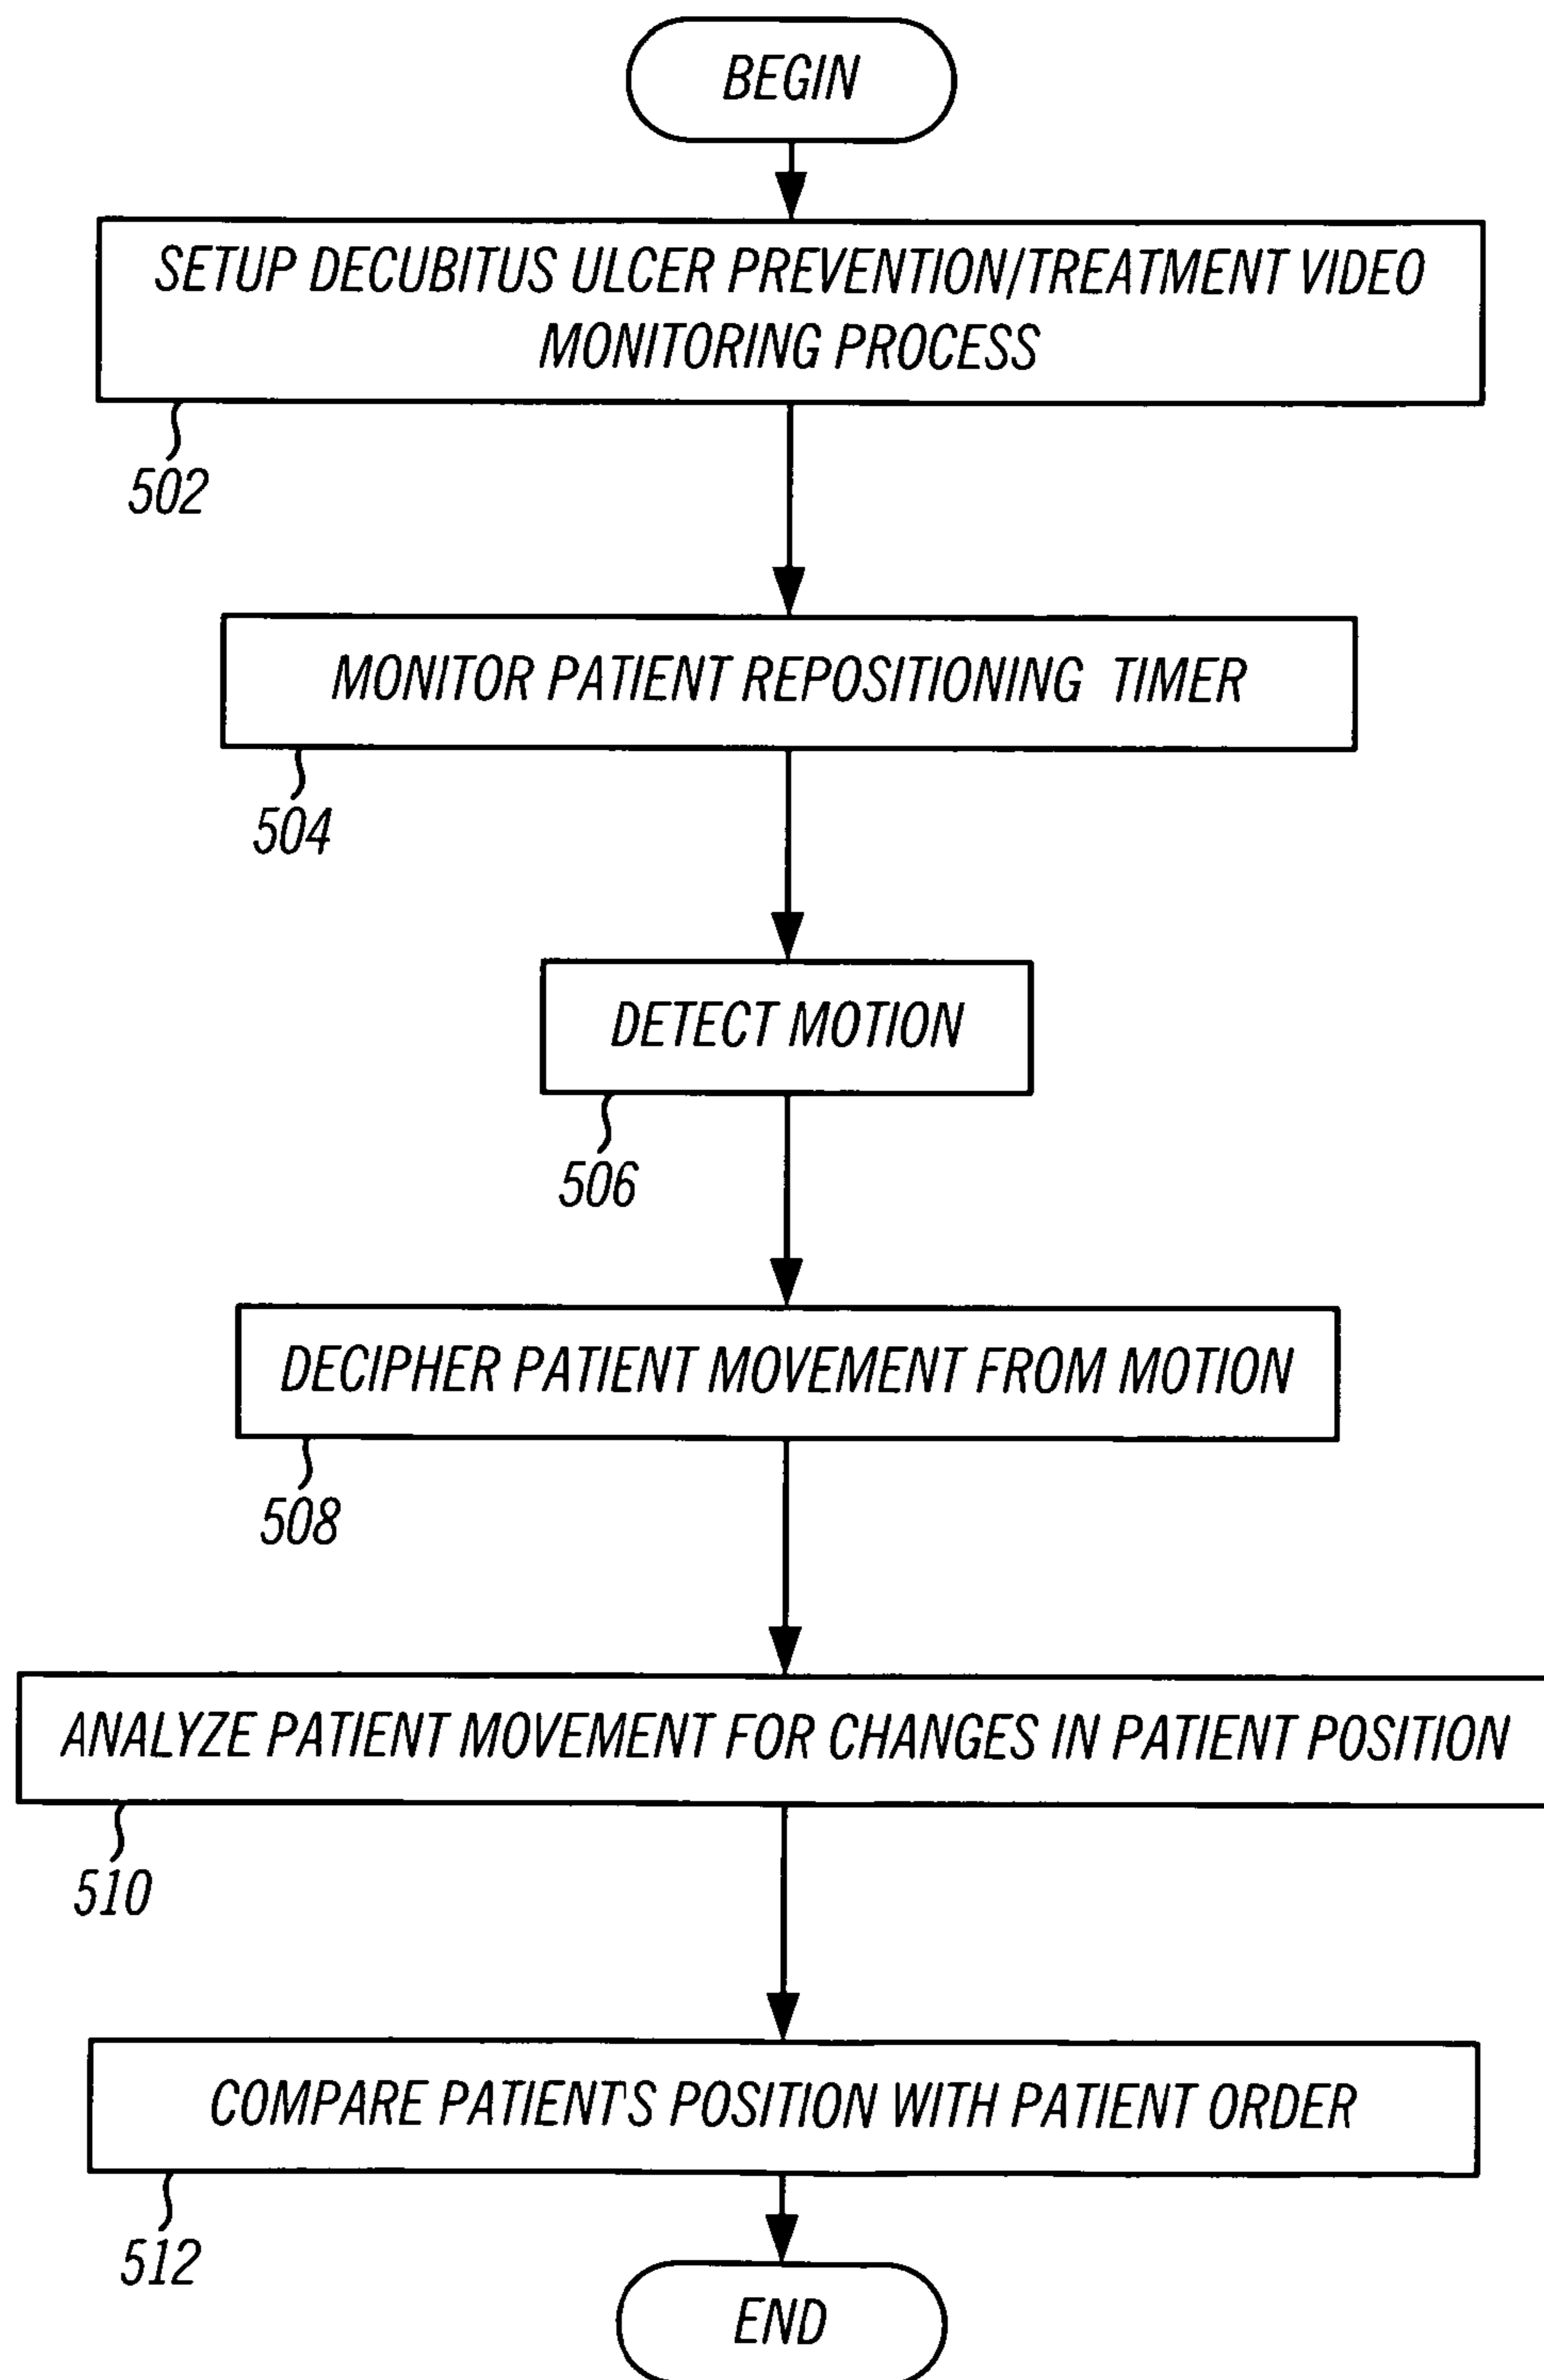 BEGIN
SETUP DECUBITUS ULCER PREVENTION/TREATMENT VIDEO
MONITORING PROCESS
502
MONITOR PATIENT REPOSITIONING TIMER
504
DETECT MOTION
506
DECIPHER PATIENT MOVEMENT FROM MOTION
508
ANALYZE PATIENT MOVEMENT FOR CHANGES IN PATIENT POSITION
510
COMPARE PATIENT'S POSITION WITH PATIENT ORDER
512
END